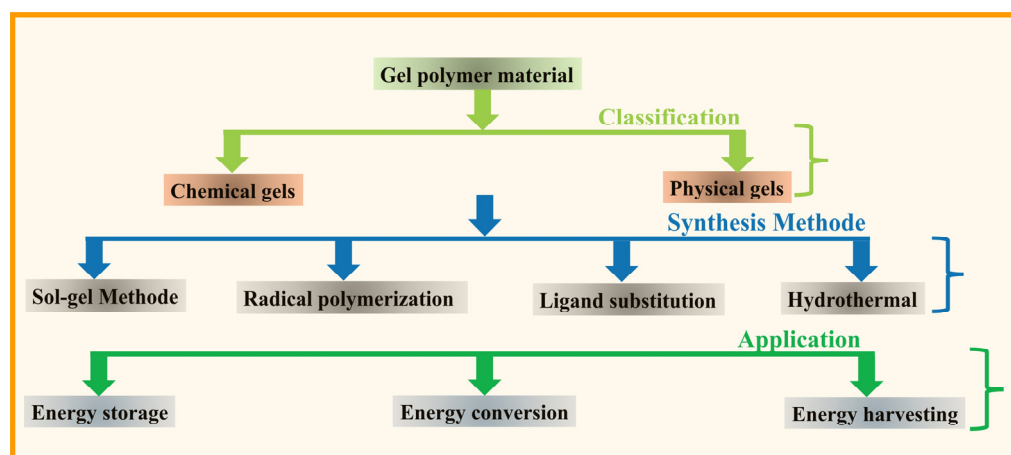 Gel polymer material
Classification
Chemical gels
Physical gels
Synthesis Methode
Sol-gel Methode
Radical polymerization
Ligand substitution
Hydrothermal
Application
Energy storage
Energy conversion
Energy harvesting